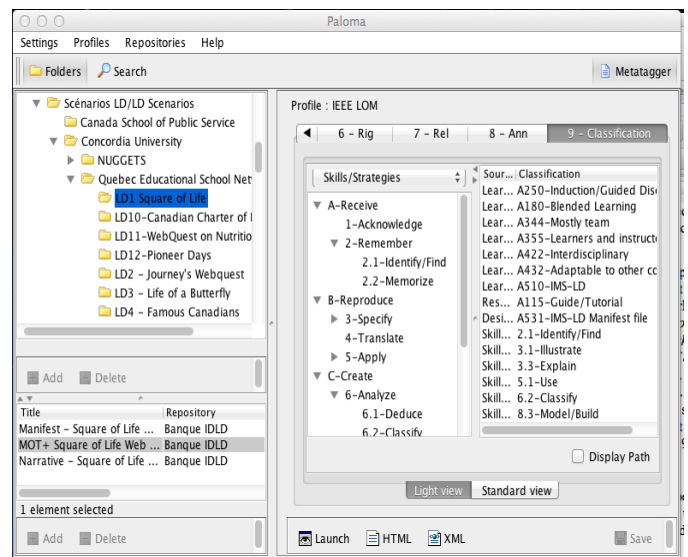 Paloma
Settings Profiles Repositories Help
Folders Search Metatagger
Scénarios LD/LD Scenarios
Canada School of Public Service
Concordia University
NUGGETS
Quebec Educational School Net
LD1 Square of Life
LD10-Canadian Charter of
LD11-WebQuest on Nutritio
LD12-Pioneer Days
LD2 - Journey's Webquest
LD3 - Life of a Butterfly
LD4 - Famous Canadians
Add Delete
Title Repository
Manifest - Square of Life ... Banque IDLD
MOT+ Square of Life Web ... Banque IDLD
Narrative - Square of Life ... Banque IDLD
1 element selected
Add Delete
Profile : IEEE LOM
6 - Rig 7 - Rel 8 - Ann 9 - Classification
Skills/Strategies
A-Receive
1-Acknowledge
2-Remember
2.1-Identify/Find
2.2-Memorize
B-Reproduce
3-Specify
4-Translate
5-Apply
C-Create
6-Analyze
6.1-Deduce
6.2-Classify
Sour... Classification
Lear... A250-Induction/Guided Disc
Lear... A180-Blended Learning
Lear... A344-Mostly team
Lear... A355-Learners and instructo
Lear... A422-Interdisciplinary
Lear... A432-Adaptable to other co
Lear... A510-IMS-LD
Res... A115-Guide/Tutorial
Desi... A531-IMS-LD Manifest file
Skill... 2.1-Identify/Find
Skill... 3.1-Illustrate
Skill... 3.3-Explain
Skill... 5.1-Use
Skill... 6.2-Classify
Skill... 8.3-Model/Build
Display Path
Light view Standard view
Launch HTML XML Save